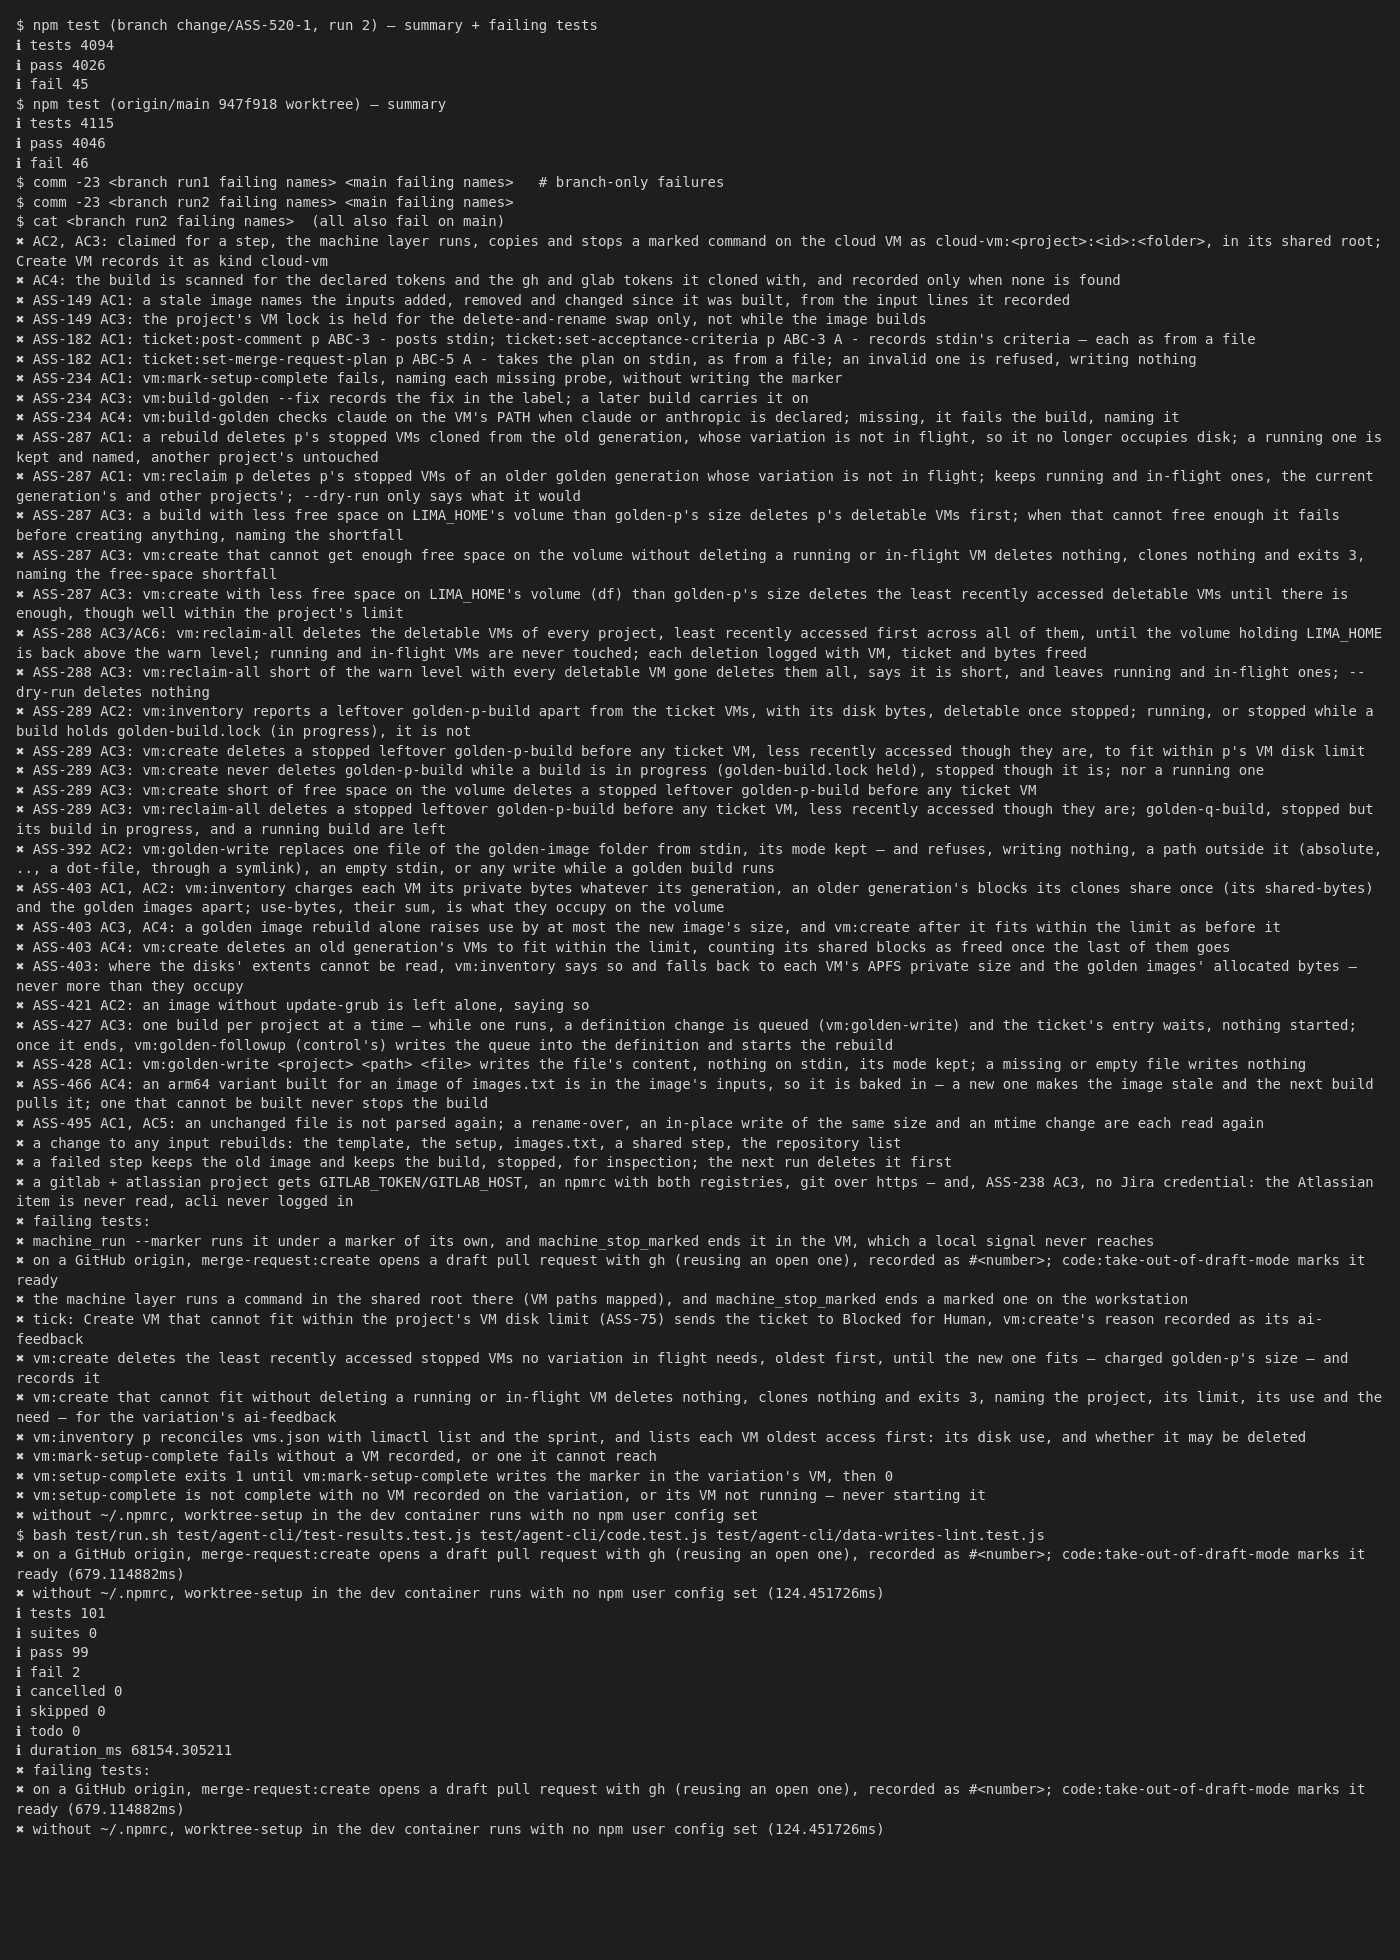 $ npm test (branch change/ASS-520-1, run 2) — summary + failing tests
ℹ tests 4094
ℹ pass 4026
ℹ fail 45
$ npm test (origin/main 947f918 worktree) — summary
ℹ tests 4115
ℹ pass 4046
ℹ fail 46
$ comm -23 <branch run1 failing names> <main failing names>   # branch-only failures
$ comm -23 <branch run2 failing names> <main failing names>
$ cat <branch run2 failing names>  (all also fail on main)
✖ AC2, AC3: claimed for a step, the machine layer runs, copies and stops a marked command on the cloud VM as cloud-vm:<project>:<id>:<folder>, in its shared root;
Create VM records it as kind cloud-vm
✖ AC4: the build is scanned for the declared tokens and the gh and glab tokens it cloned with, and recorded only when none is found
✖ ASS-149 AC1: a stale image names the inputs added, removed and changed since it was built, from the input lines it recorded
✖ ASS-149 AC3: the project's VM lock is held for the delete-and-rename swap only, not while the image builds
✖ ASS-182 AC1: ticket:post-comment p ABC-3 - posts stdin; ticket:set-acceptance-criteria p ABC-3 A - records stdin's criteria — each as from a file
✖ ASS-182 AC1: ticket:set-merge-request-plan p ABC-5 A - takes the plan on stdin, as from a file; an invalid one is refused, writing nothing
✖ ASS-234 AC1: vm:mark-setup-complete fails, naming each missing probe, without writing the marker
✖ ASS-234 AC3: vm:build-golden --fix records the fix in the label; a later build carries it on
✖ ASS-234 AC4: vm:build-golden checks claude on the VM's PATH when claude or anthropic is declared; missing, it fails the build, naming it
✖ ASS-287 AC1: a rebuild deletes p's stopped VMs cloned from the old generation, whose variation is not in flight, so it no longer occupies disk; a running one is
kept and named, another project's untouched
✖ ASS-287 AC1: vm:reclaim p deletes p's stopped VMs of an older golden generation whose variation is not in flight; keeps running and in-flight ones, the current
generation's and other projects'; --dry-run only says what it would
✖ ASS-287 AC3: a build with less free space on LIMA_HOME's volume than golden-p's size deletes p's deletable VMs first; when that cannot free enough it fails
before creating anything, naming the shortfall
✖ ASS-287 AC3: vm:create that cannot get enough free space on the volume without deleting a running or in-flight VM deletes nothing, clones nothing and exits 3,
naming the free-space shortfall
✖ ASS-287 AC3: vm:create with less free space on LIMA_HOME's volume (df) than golden-p's size deletes the least recently accessed deletable VMs until there is
enough, though well within the project's limit
✖ ASS-288 AC3/AC6: vm:reclaim-all deletes the deletable VMs of every project, least recently accessed first across all of them, until the volume holding LIMA_HOME
is back above the warn level; running and in-flight VMs are never touched; each deletion logged with VM, ticket and bytes freed
✖ ASS-288 AC3: vm:reclaim-all short of the warn level with every deletable VM gone deletes them all, says it is short, and leaves running and in-flight ones; --
dry-run deletes nothing
✖ ASS-289 AC2: vm:inventory reports a leftover golden-p-build apart from the ticket VMs, with its disk bytes, deletable once stopped; running, or stopped while a
build holds golden-build.lock (in progress), it is not
✖ ASS-289 AC3: vm:create deletes a stopped leftover golden-p-build before any ticket VM, less recently accessed though they are, to fit within p's VM disk limit
✖ ASS-289 AC3: vm:create never deletes golden-p-build while a build is in progress (golden-build.lock held), stopped though it is; nor a running one
✖ ASS-289 AC3: vm:create short of free space on the volume deletes a stopped leftover golden-p-build before any ticket VM
✖ ASS-289 AC3: vm:reclaim-all deletes a stopped leftover golden-p-build before any ticket VM, less recently accessed though they are; golden-q-build, stopped but
its build in progress, and a running build are left
✖ ASS-392 AC2: vm:golden-write replaces one file of the golden-image folder from stdin, its mode kept — and refuses, writing nothing, a path outside it (absolute,
.., a dot-file, through a symlink), an empty stdin, or any write while a golden build runs
✖ ASS-403 AC1, AC2: vm:inventory charges each VM its private bytes whatever its generation, an older generation's blocks its clones share once (its shared-bytes)
and the golden images apart; use-bytes, their sum, is what they occupy on the volume
✖ ASS-403 AC3, AC4: a golden image rebuild alone raises use by at most the new image's size, and vm:create after it fits within the limit as before it
✖ ASS-403 AC4: vm:create deletes an old generation's VMs to fit within the limit, counting its shared blocks as freed once the last of them goes
✖ ASS-403: where the disks' extents cannot be read, vm:inventory says so and falls back to each VM's APFS private size and the golden images' allocated bytes —
never more than they occupy
✖ ASS-421 AC2: an image without update-grub is left alone, saying so
✖ ASS-427 AC3: one build per project at a time — while one runs, a definition change is queued (vm:golden-write) and the ticket's entry waits, nothing started;
once it ends, vm:golden-followup (control's) writes the queue into the definition and starts the rebuild
✖ ASS-428 AC1: vm:golden-write <project> <path> <file> writes the file's content, nothing on stdin, its mode kept; a missing or empty file writes nothing
✖ ASS-466 AC4: an arm64 variant built for an image of images.txt is in the image's inputs, so it is baked in — a new one makes the image stale and the next build
pulls it; one that cannot be built never stops the build
✖ ASS-495 AC1, AC5: an unchanged file is not parsed again; a rename-over, an in-place write of the same size and an mtime change are each read again
✖ a change to any input rebuilds: the template, the setup, images.txt, a shared step, the repository list
✖ a failed step keeps the old image and keeps the build, stopped, for inspection; the next run deletes it first
✖ a gitlab + atlassian project gets GITLAB_TOKEN/GITLAB_HOST, an npmrc with both registries, git over https — and, ASS-238 AC3, no Jira credential: the Atlassian
item is never read, acli never logged in
✖ failing tests:
✖ machine_run --marker runs it under a marker of its own, and machine_stop_marked ends it in the VM, which a local signal never reaches
✖ on a GitHub origin, merge-request:create opens a draft pull request with gh (reusing an open one), recorded as #<number>; code:take-out-of-draft-mode marks it
ready
✖ the machine layer runs a command in the shared root there (VM paths mapped), and machine_stop_marked ends a marked one on the workstation
✖ tick: Create VM that cannot fit within the project's VM disk limit (ASS-75) sends the ticket to Blocked for Human, vm:create's reason recorded as its ai-
feedback
✖ vm:create deletes the least recently accessed stopped VMs no variation in flight needs, oldest first, until the new one fits — charged golden-p's size — and
records it
✖ vm:create that cannot fit without deleting a running or in-flight VM deletes nothing, clones nothing and exits 3, naming the project, its limit, its use and the
need — for the variation's ai-feedback
✖ vm:inventory p reconciles vms.json with limactl list and the sprint, and lists each VM oldest access first: its disk use, and whether it may be deleted
✖ vm:mark-setup-complete fails without a VM recorded, or one it cannot reach
✖ vm:setup-complete exits 1 until vm:mark-setup-complete writes the marker in the variation's VM, then 0
✖ vm:setup-complete is not complete with no VM recorded on the variation, or its VM not running — never starting it
✖ without ~/.npmrc, worktree-setup in the dev container runs with no npm user config set
$ bash test/run.sh test/agent-cli/test-results.test.js test/agent-cli/code.test.js test/agent-cli/data-writes-lint.test.js
✖ on a GitHub origin, merge-request:create opens a draft pull request with gh (reusing an open one), recorded as #<number>; code:take-out-of-draft-mode marks it
ready (679.114882ms)
✖ without ~/.npmrc, worktree-setup in the dev container runs with no npm user config set (124.451726ms)
ℹ tests 101
ℹ suites 0
ℹ pass 99
ℹ fail 2
ℹ cancelled 0
ℹ skipped 0
ℹ todo 0
ℹ duration_ms 68154.305211
✖ failing tests:
✖ on a GitHub origin, merge-request:create opens a draft pull request with gh (reusing an open one), recorded as #<number>; code:take-out-of-draft-mode marks it
ready (679.114882ms)
✖ without ~/.npmrc, worktree-setup in the dev container runs with no npm user config set (124.451726ms)